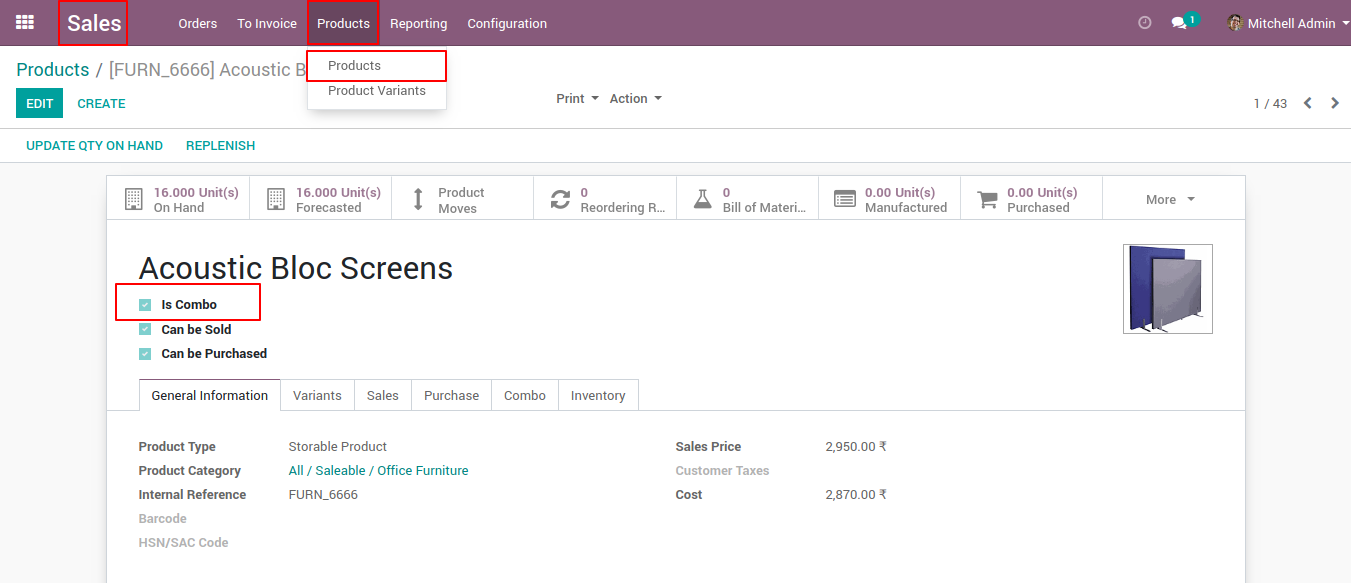 Sales Orders To Invoice Products Reporting Configuration 1 Mitchell Admin
Products / [FURN_6666] Acoustic B
Products
Product Variants
EDIT CREATE Print Action 1 / 43
UPDATE QTY ON HAND REPLENISH
16.000 Unit(s) 16.000 Unit(s) Product 0 0 0.00 Unit(s) 0.00 Unit(s) More
On Hand Forecasted Moves Reordering R... Bill of Materi... Manufactured Purchased
Acoustic Bloc Screens
Is Combo
Can be Sold
Can be Purchased
General Information Variants Sales Purchase Combo Inventory
Product Type Storable Product Sales Price 2,950.00 ₹
Product Category All / Saleable / Office Furniture Customer Taxes
Internal Reference FURN_6666 Cost 2,870.00 ₹
Barcode
HSN/SAC Code